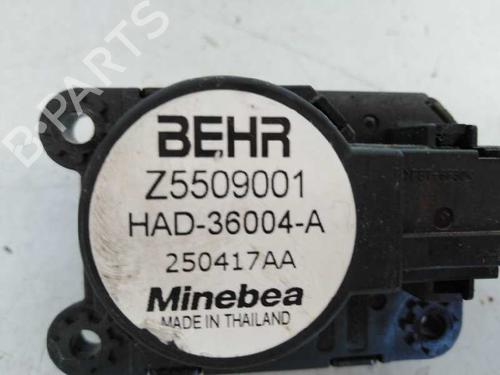 BEHR
Z5509001
HAD-36004-A
250417AA
Minebea
MADE IN THAILAND
B-PARTS